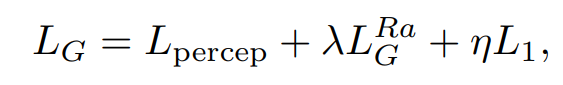 L_G = L_percep + λL_G^Ra + ηL_1,